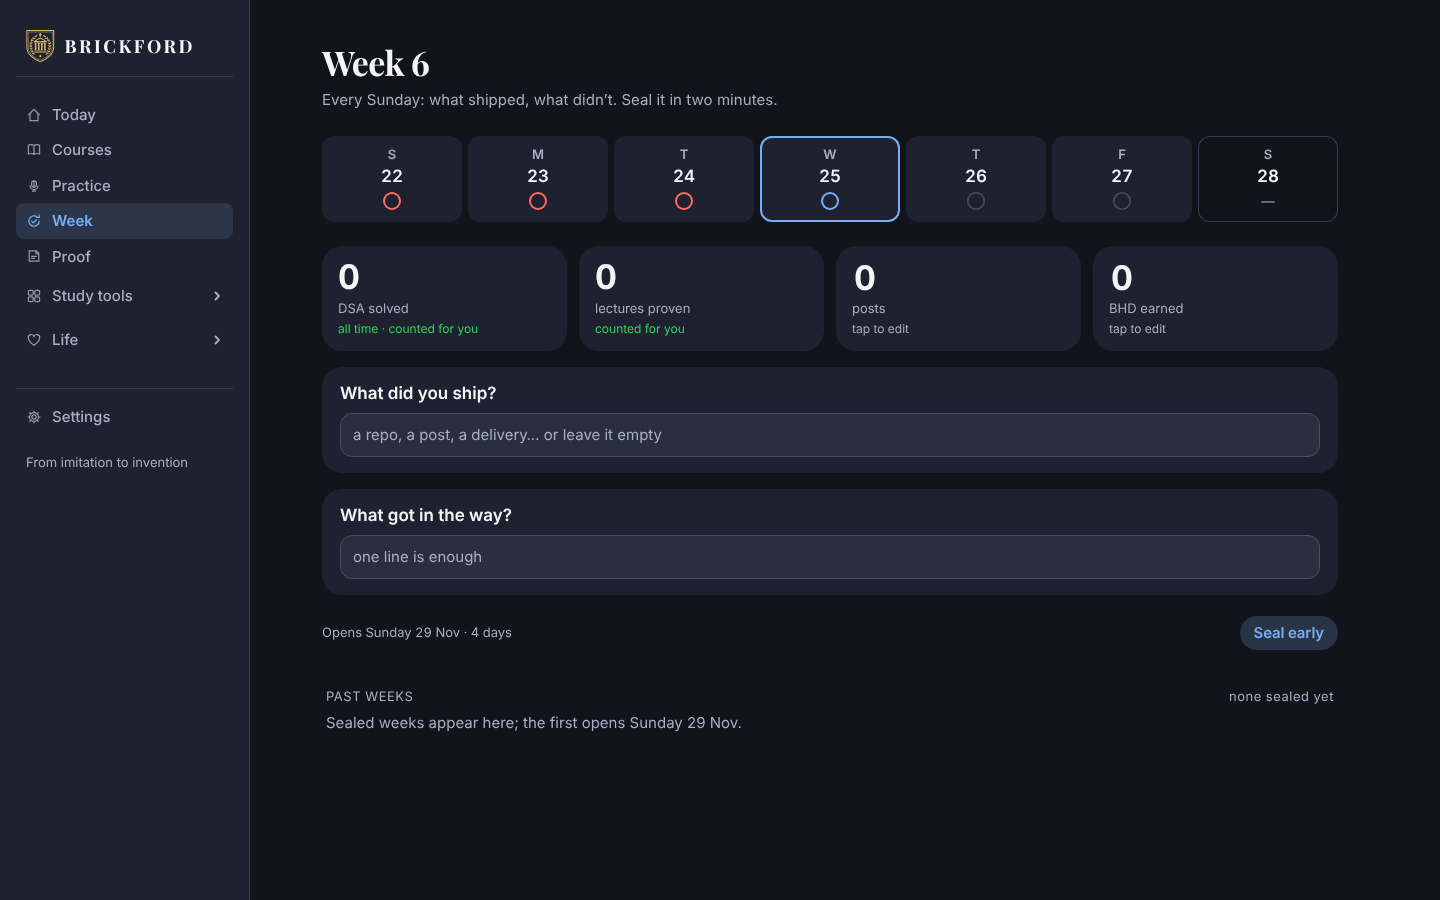 BRICKFORD
Today
Courses
Practice
Week
Proof
Study tools
Life
Settings
From imitation to invention
Week 6
Every Sunday: what shipped, what didn’t. Seal it in two minutes.
S M T W T F S
22 23 24 25 26 27 28
—
0 0 0 0
DSA solved lectures proven posts BHD earned
all time · counted for you counted for you tap to edit tap to edit
What did you ship?
a repo, a post, a delivery… or leave it empty
What got in the way?
one line is enough
Opens Sunday 29 Nov · 4 days Seal early
PAST WEEKS none sealed yet
Sealed weeks appear here; the first opens Sunday 29 Nov.